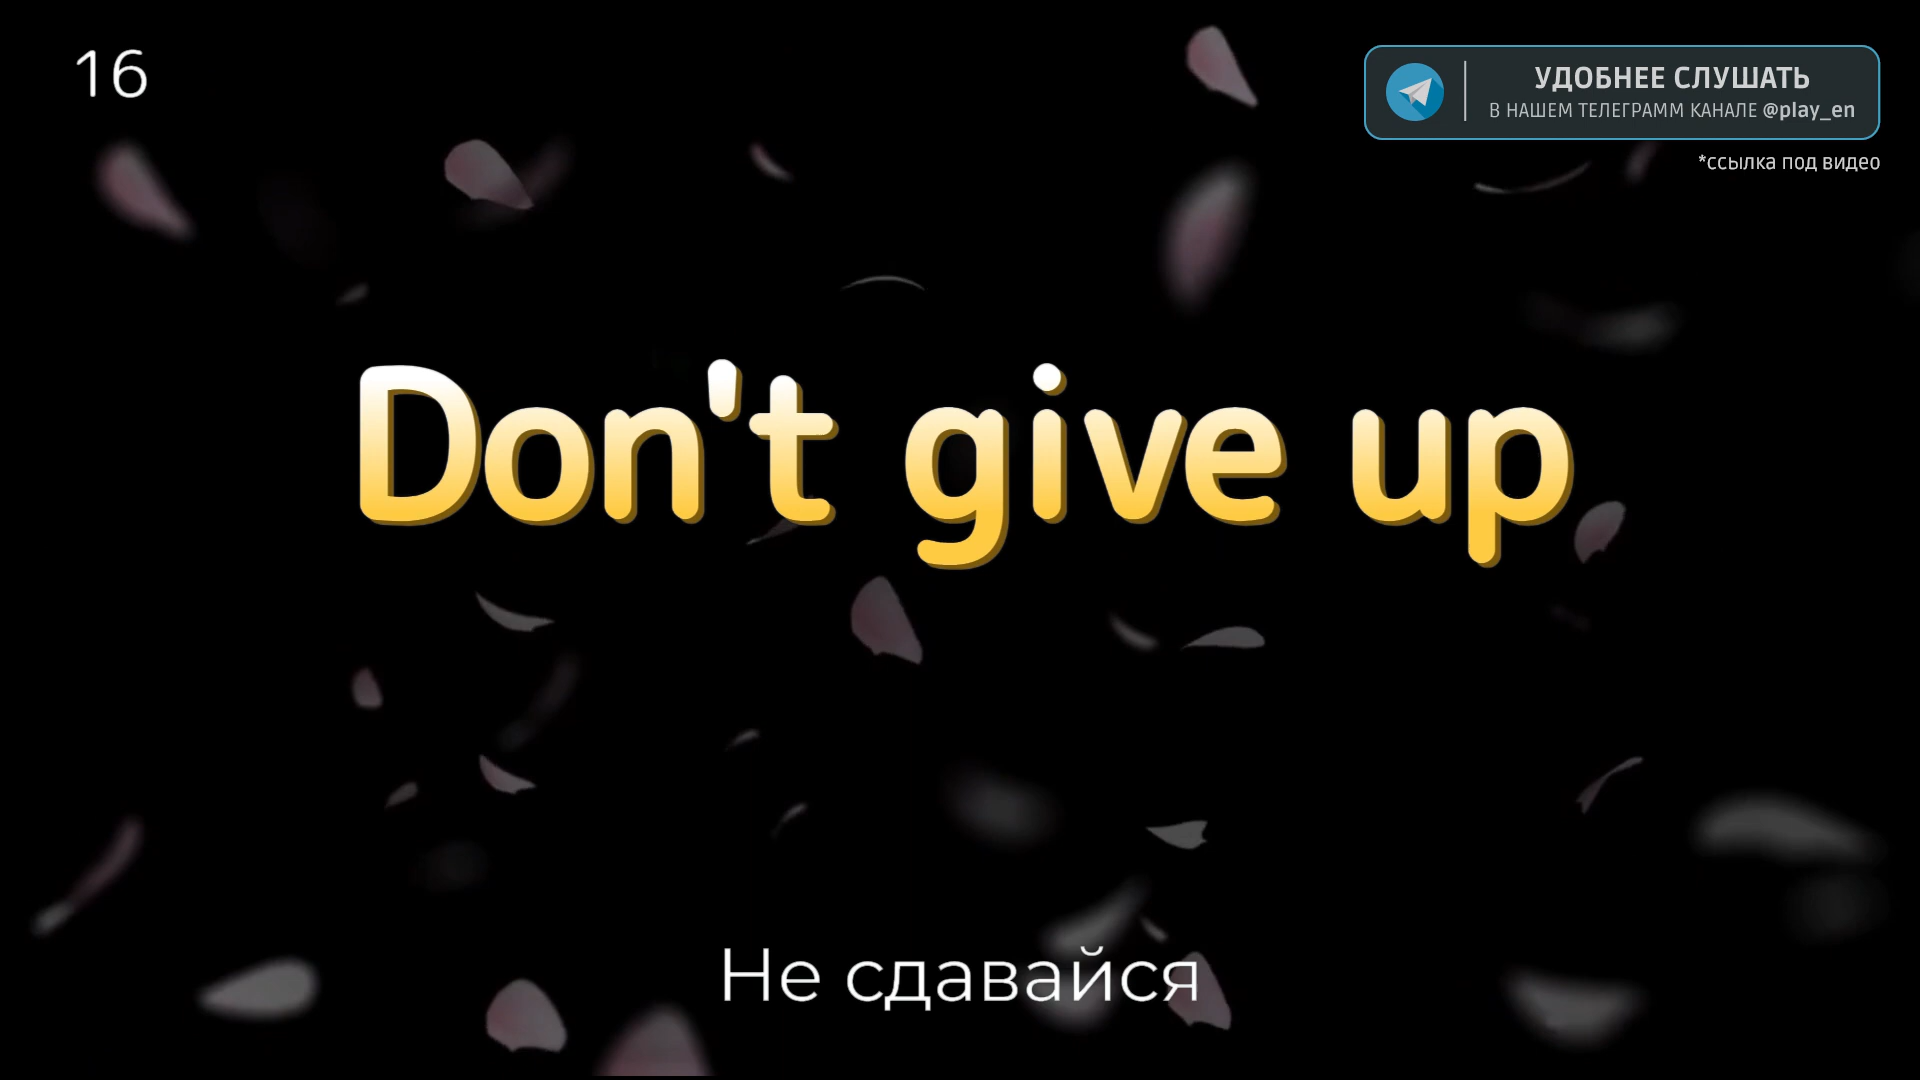 16
УДОБНЕЕ СЛУШАТЬ
В НАШЕМ ТЕЛЕГРАММ КАНАЛЕ @play_en
*ссылка под видео
Don't give up
Не сдавайся